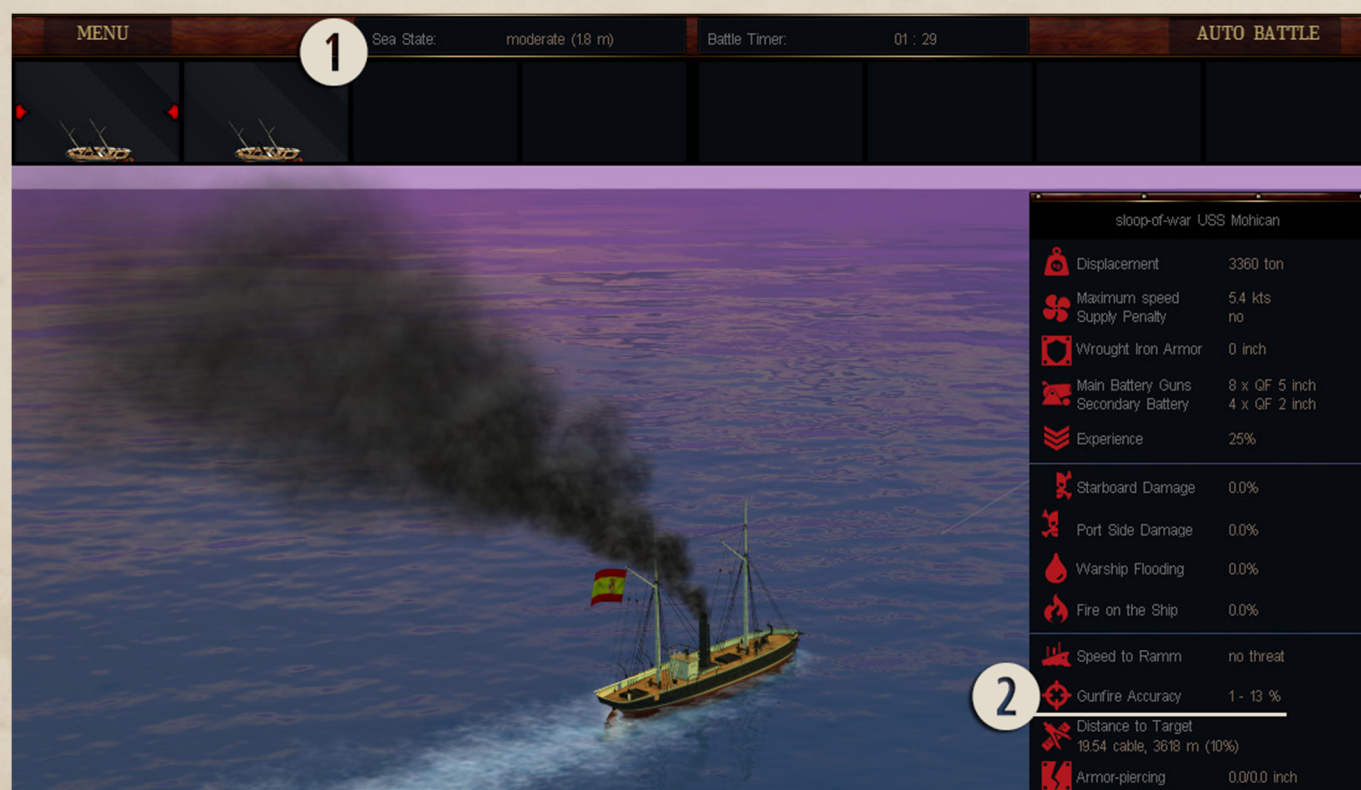 MENU
1
Sea State: moderate (1.8 m)
Battle Timer: 01 : 29
AUTO BATTLE
sloop-of-war USS Mohican
Displacement 3360 ton
Maximum speed 5.4 kts
Supply Penalty no
Wrought Iron Armor 0 inch
Main Battery Guns 8 x QF 5 inch
Secondary Battery 4 x QF 2 inch
Experience 25%
Starboard Damage 0.0%
Port Side Damage 0.0%
Warship Flooding 0.0%
Fire on the Ship 0.0%
Speed to Ramm no threat
2
Gunfire Accuracy 1 - 13 %
Distance to Target
19.54 cable, 3618 m (10%)
Armor-piercing 0.0/0.0 inch